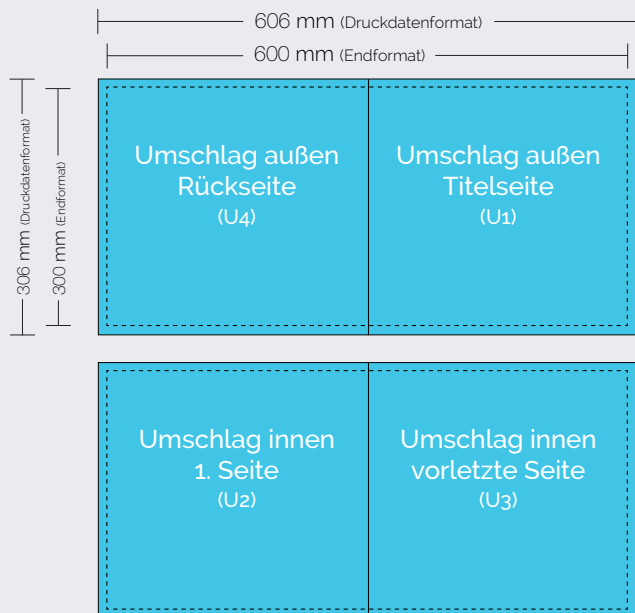 606 mm (Druckdatenformat)
600 mm (Endformat)
306 mm (Druckdatenformat)
300 mm (Endformat)
Umschlag außen
Rückseite
(U4)
Umschlag außen
Titelseite
(U1)
Umschlag innen
1. Seite
(U2)
Umschlag innen
vorletzte Seite
(U3)